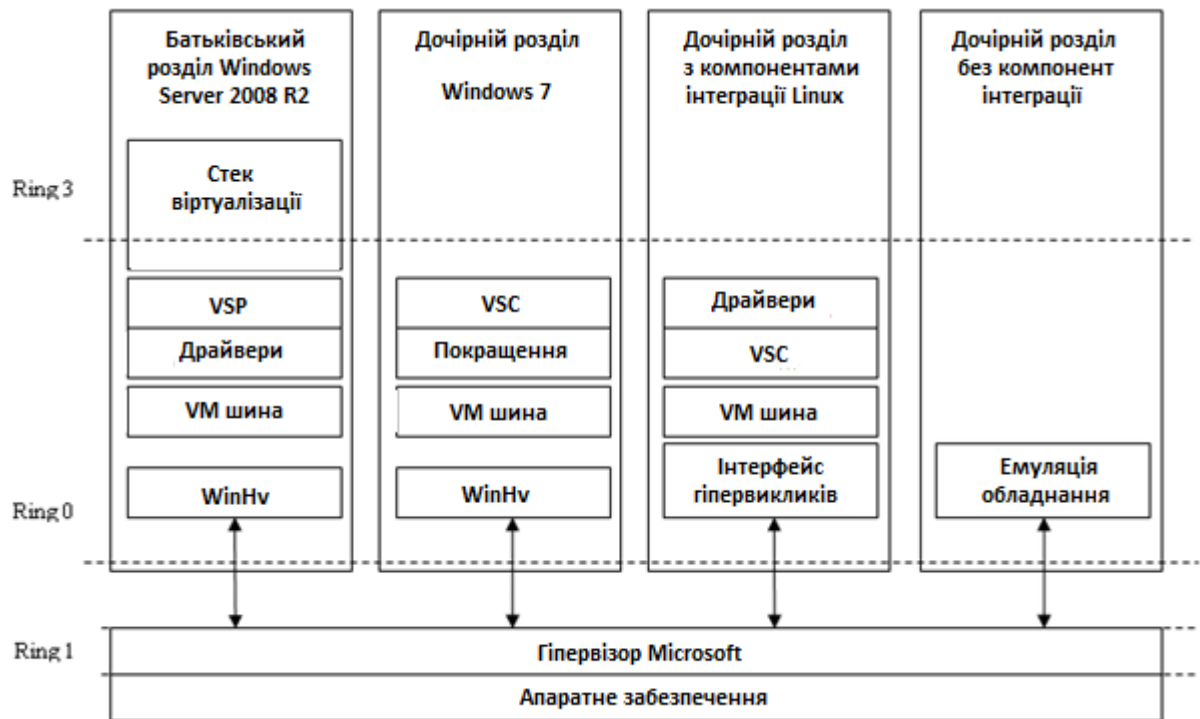 Батьківський
розділ Windows
Server 2008 R2
Дочірній розділ
Windows 7
Дочірній розділ
з компонентами
інтеграції Linux
Дочірній розділ
без компонент
інтеграції
Ring 3
Стек
віртуалізації
VSP
Драйвери
VM шина
WinHv
VSC
Покращення
VM шина
WinHv
Драйвери
VSC
VM шина
Інтерфейс
гіпервикликів
Емуляція
обладнання
Ring 0
Ring 1
Гіпервізор Microsoft
Апаратне забезпечення